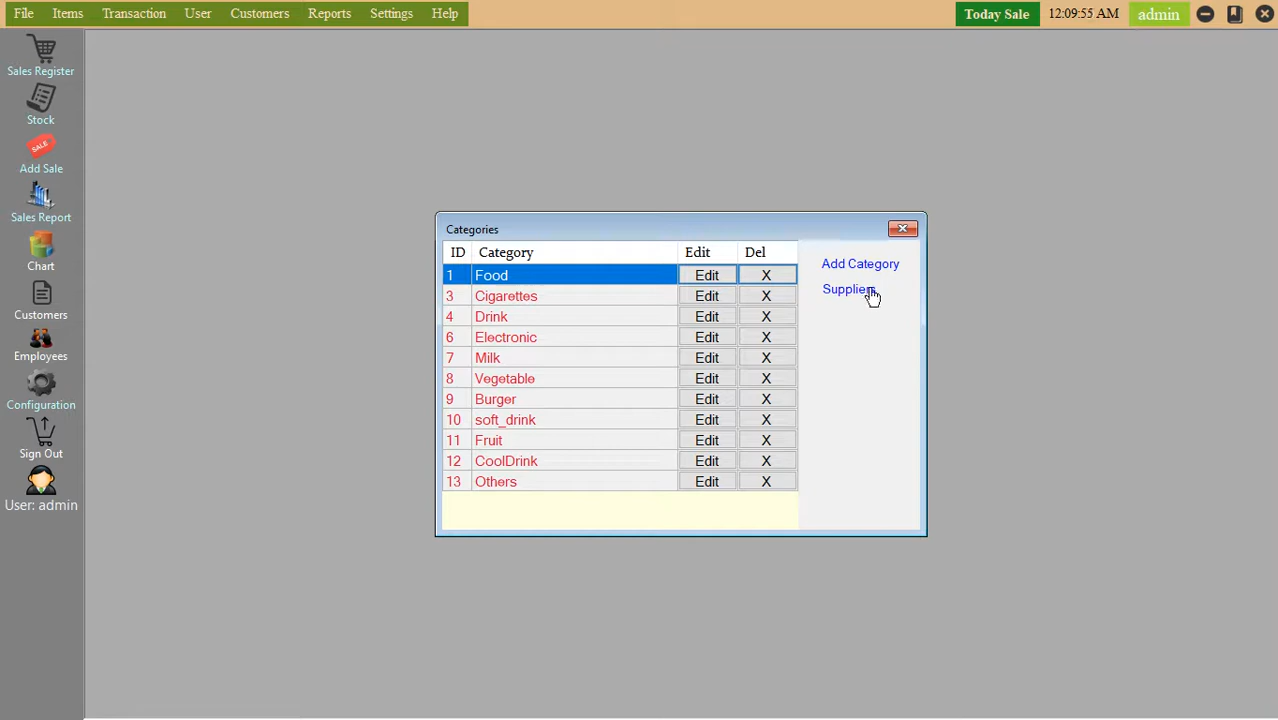 File Items Transaction User Customers Reports Settings Help Today Sale 12:09:55 AM admin
Sales Register
Stock
SALE
Add Sale
Sales Report
Chart
Customers
Employees
Configuration
Sign Out
User: admin
Categories
ID Category Edit Del
1 Food Edit X
3 Cigarettes Edit X
4 Drink Edit X
6 Electronic Edit X
7 Milk Edit X
8 Vegetable Edit X
9 Burger Edit X
10 soft_drink Edit X
11 Fruit Edit X
12 CoolDrink Edit X
13 Others Edit X
Add Category
Suppliers